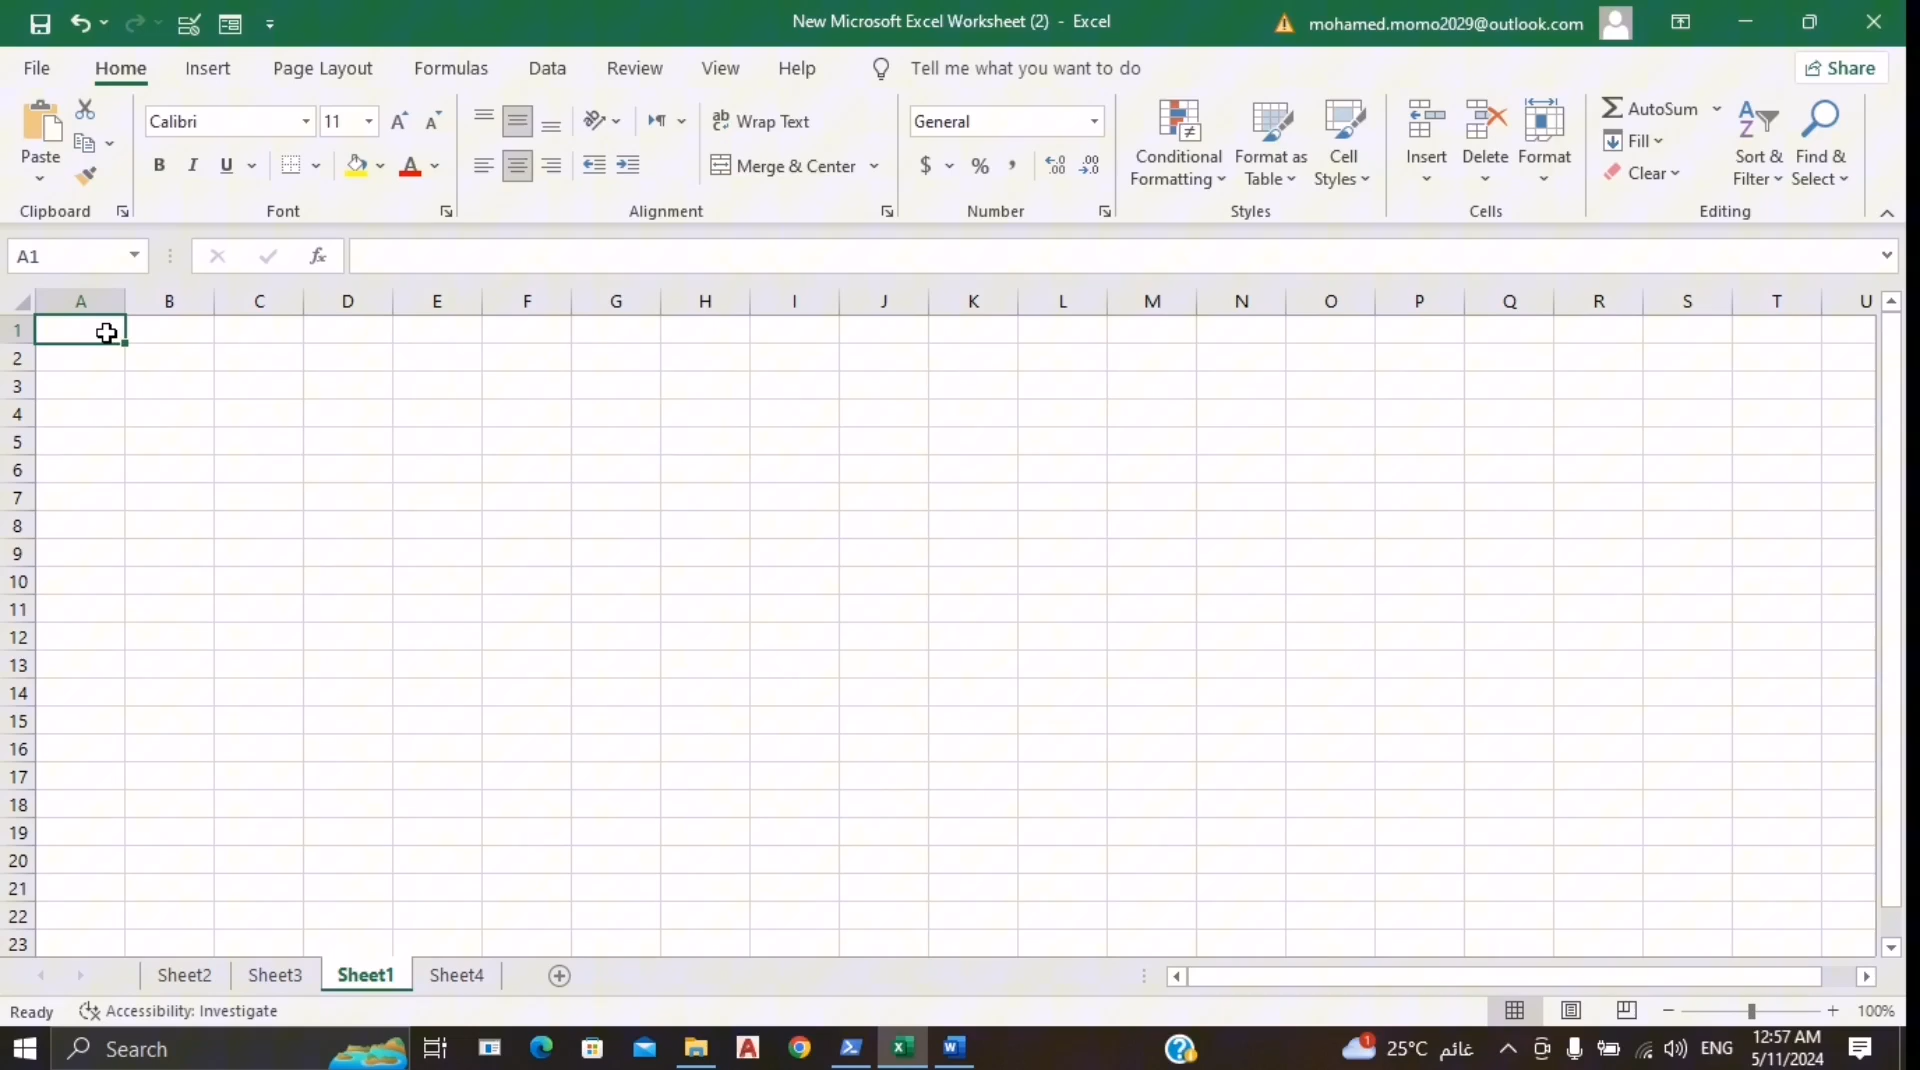 New Microsoft Excel Worksheet (2) - Excel
mohamed.momo2029@outlook.com
File Home Insert Page Layout Formulas Data Review View Help Tell me what you want to do Share
Paste
Clipboard
Calibri 11
B I U A
Font
Wrap Text
Merge & Center
Alignment
General
$ % ,
Number
Conditional Formatting
Format as Table
Cell Styles
Styles
Insert Delete Format
Cells
AutoSum
Fill
Clear
Sort & Filter
Find & Select
Editing
A1 fx
A B C D E F G H I J K L M N O P Q R S T U
1
2
3
4
5
6
7
8
9
10
11
12
13
14
15
16
17
18
19
20
21
22
23
Sheet2 Sheet3 Sheet1 Sheet4
Ready Accessibility: Investigate 100%
Search 25°C غائم ENG 12:57 AM
5/11/2024